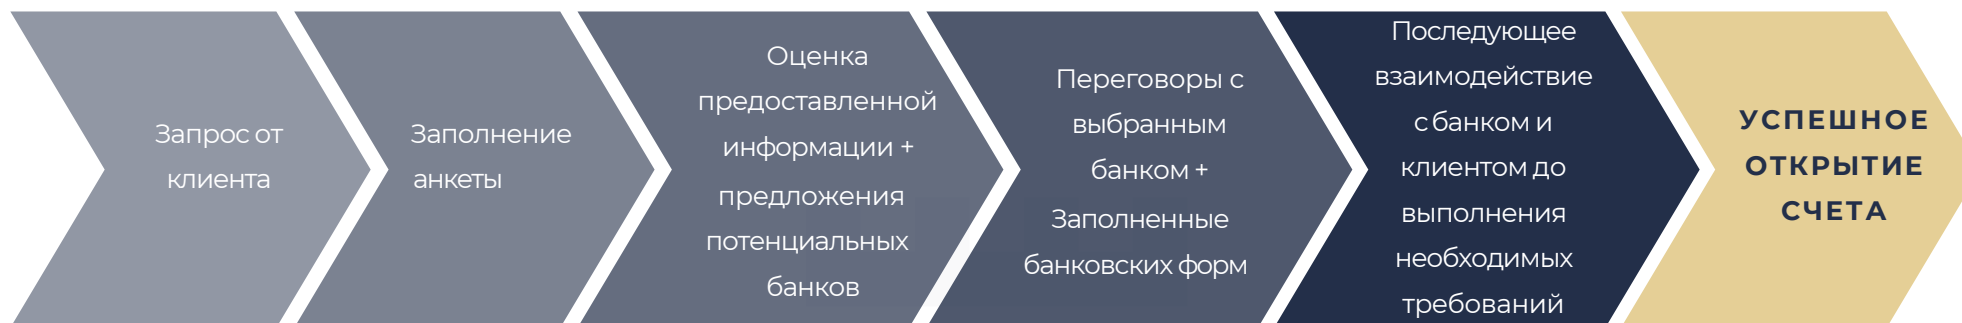 Запрос от
клиента
Заполнение
анкеты
Оценка
предоставленной
информации +
предложения
потенциальных
банков
Переговоры с
выбранным
банком +
Заполненные
банковских форм
Последующее
взаимодействие
с банком и
клиентом до
выполнения
необходимых
требований
УСПЕШНОЕ
ОТКРЫТИЕ
СЧЕТА